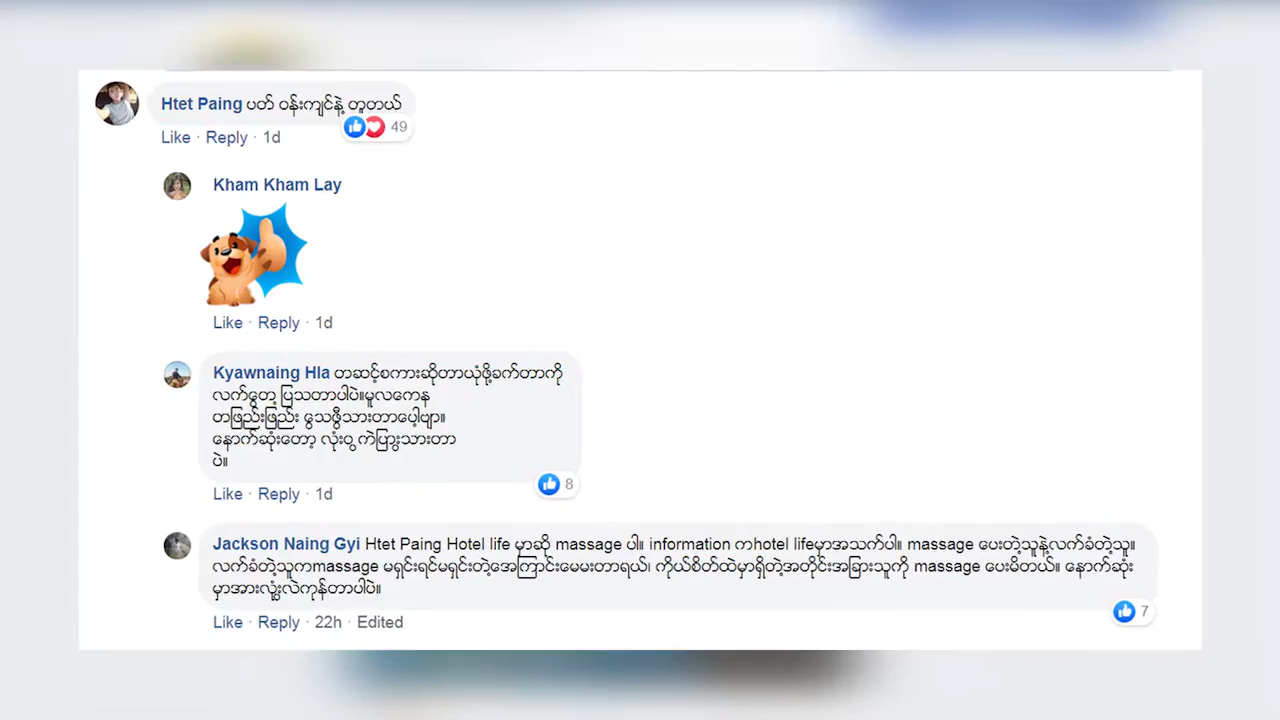 Htet Paing ပတ် ဝန်းကျင်နဲ့ တူတယ်
49
Like · Reply · 1d
Kham Kham Lay
Like · Reply · 1d
Kyawnaing Hla တဆင့်စကားဆိုတာယုံဖို့ခက်တာကို
လက်တွေ့ ပြသတာပါပဲ။မူလကေန
တဖြည်းဖြည်း သွေဖီသွားတာပေါ့ဗျာ။
နောက်ဆုံးတော့ လုံးဝ ကွဲပြားသွားတာ
ပဲ။
8
Like · Reply · 1d
Jackson Naing Gyi Htet Paing Hotel life မှာဆို massage ပါ။ information ကhotel lifeမှာအသက်ပါ။ massage ပေးတဲ့သူနဲ့လက်ခံတဲ့သူ။
လက်ခံတဲ့သူကmassage မရှင်းရင်မရှင်းတဲ့အေကြာင်းမေမးတာရယ်၊ ကိုယ်စိတ်ထဲမှာရှိတဲ့အတိုင်းအခြားသူကို massage ပေးမိတယ်။ နောက်ဆုံး
မှာအားလုံးလွဲကုန်တာပါပဲ။
7
Like · Reply · 22h · Edited